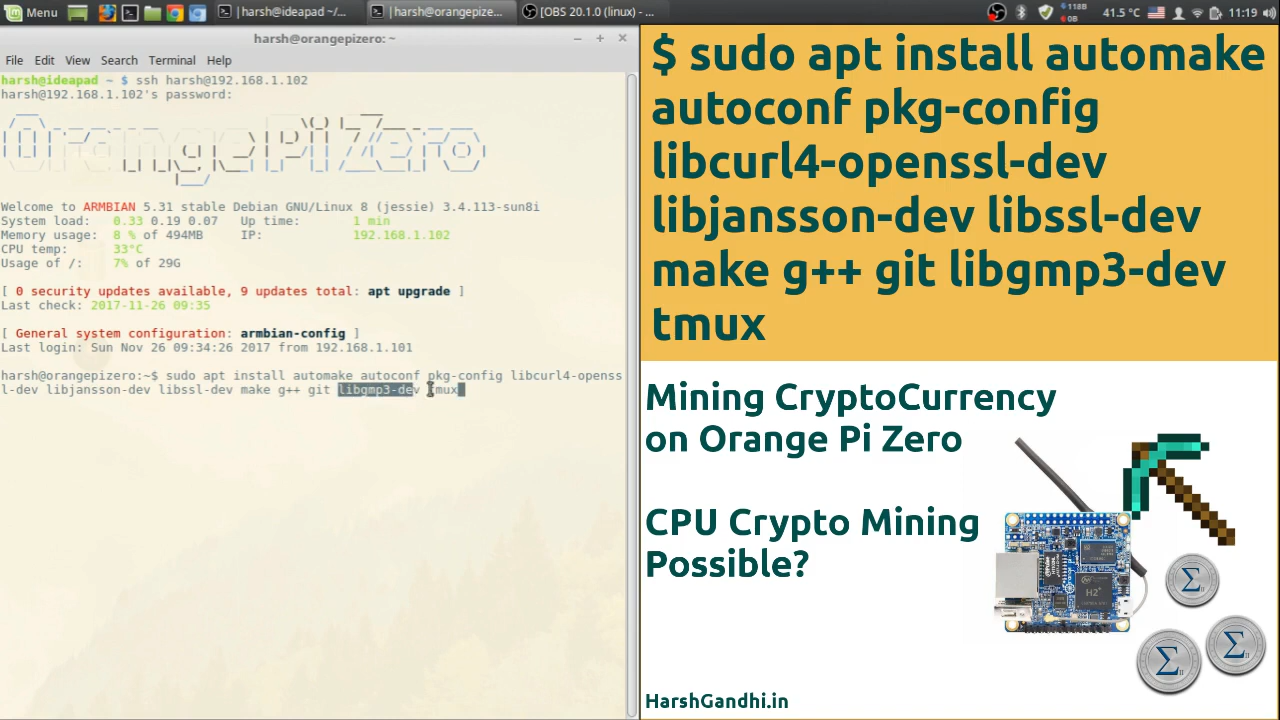 Menu
|harsh@ideapad ~/...
|harsh@orangepize...
[OBS 20.1.0 (linux) - ...
118B
0B
41.5 °C
11:19
harsh@orangepizero: ~
File Edit View Search Terminal Help
harsh@ideapad ~ $ ssh harsh@192.168.1.102
harsh@192.168.1.102's password:
Orange Pi Zero
Welcome to ARMBIAN 5.31 stable Debian GNU/Linux 8 (jessie) 3.4.113-sun8i
System load: 0.33 0.19 0.07 Up time: 1 min
Memory usage: 8 % of 494MB IP: 192.168.1.102
CPU temp: 33°C
Usage of /: 7% of 29G
[ 0 security updates available, 9 updates total: apt upgrade ]
Last check: 2017-11-26 09:35
[ General system configuration: armbian-config ]
Last login: Sun Nov 26 09:34:26 2017 from 192.168.1.101
harsh@orangepizero:~$ sudo apt install automake autoconf pkg-config libcurl4-openss
l-dev libjansson-dev libssl-dev make g++ git libgmp3-dev tmux
$ sudo apt install automake
autoconf pkg-config
libcurl4-openssl-dev
libjansson-dev libssl-dev
make g++ git libgmp3-dev
tmux
Mining CryptoCurrency
on Orange Pi Zero
CPU Crypto Mining
Possible?
H2+
Σ
Σ
Σ
HarshGandhi.in